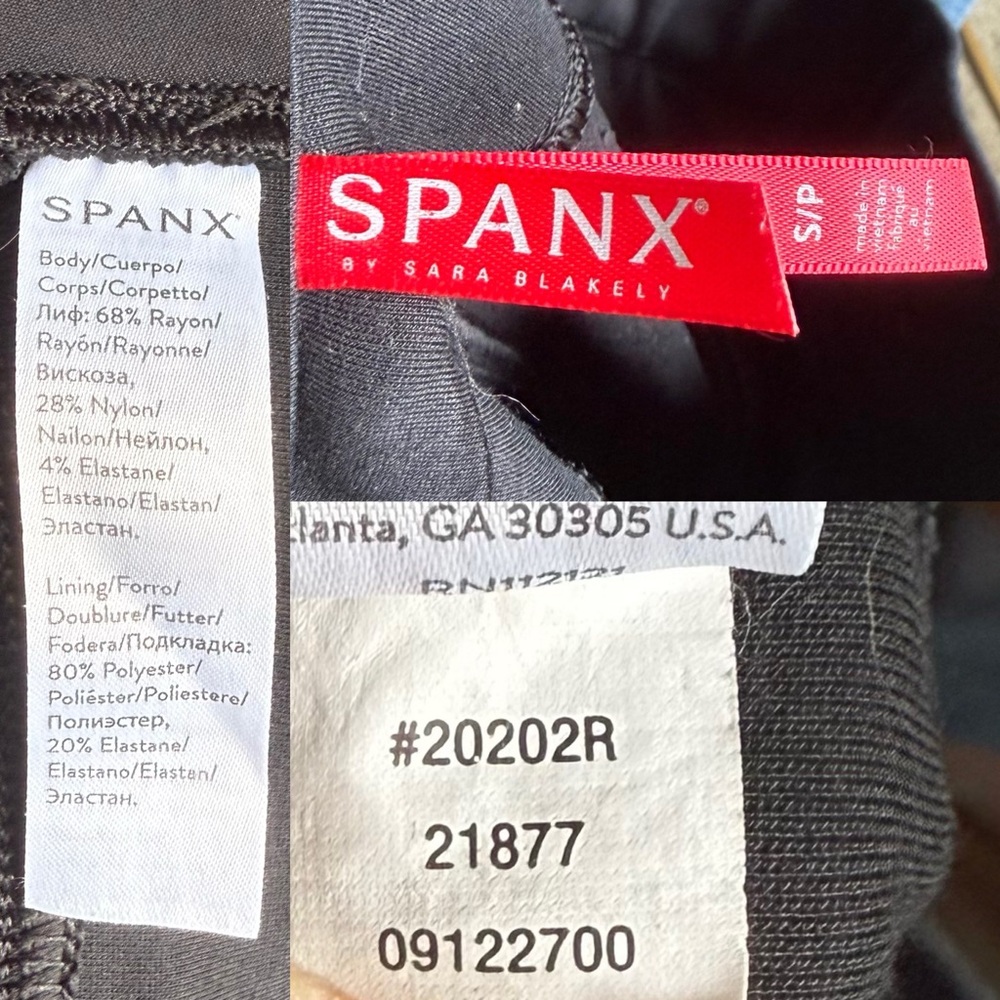 SPANX
Body/Cuerpo/
Corps/Corpetto/
Лиф: 68% Rayon/
Rayón/Rayonne/
Вискоза,
28% Nylon/
Nailon/Нейлон,
4% Elastane/
Elastano/Elastan/
Эластан.
Lining/Forro/
Doublure/Futter/
Fodera/Подкладка:
80% Polyester/
Poliéster/Poliestere/
Полиэстер,
20% Elastane/
Elastano/Elastan/
Эластан.
SPANX®
BY SARA BLAKELY
S/P
made in
vietnam
fabriqué
au
vietnam
lanta, GA 30305 U.S.A.
RN112121
#20202R
21877
09122700